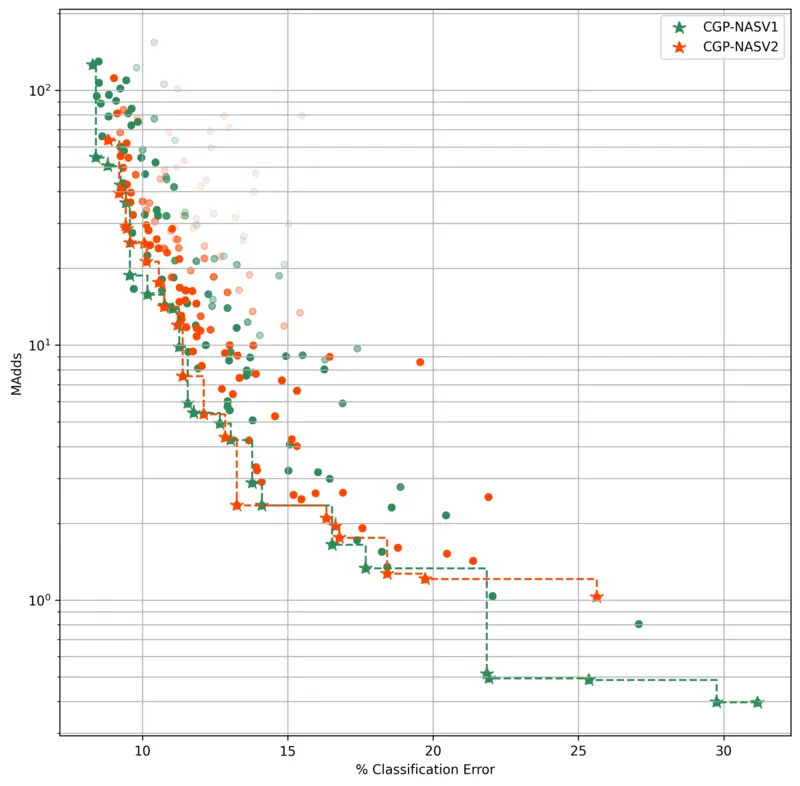 CGP-NASV1
CGP-NASV2
10²
10¹
10⁰
MAdds
10 15 20 25 30
% Classification Error